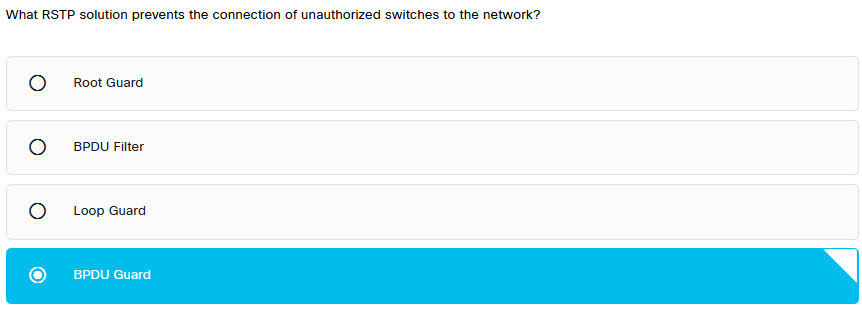 What RSTP solution prevents the connection of unauthorized switches to the network?
Root Guard
BPDU Filter
Loop Guard
BPDU Guard